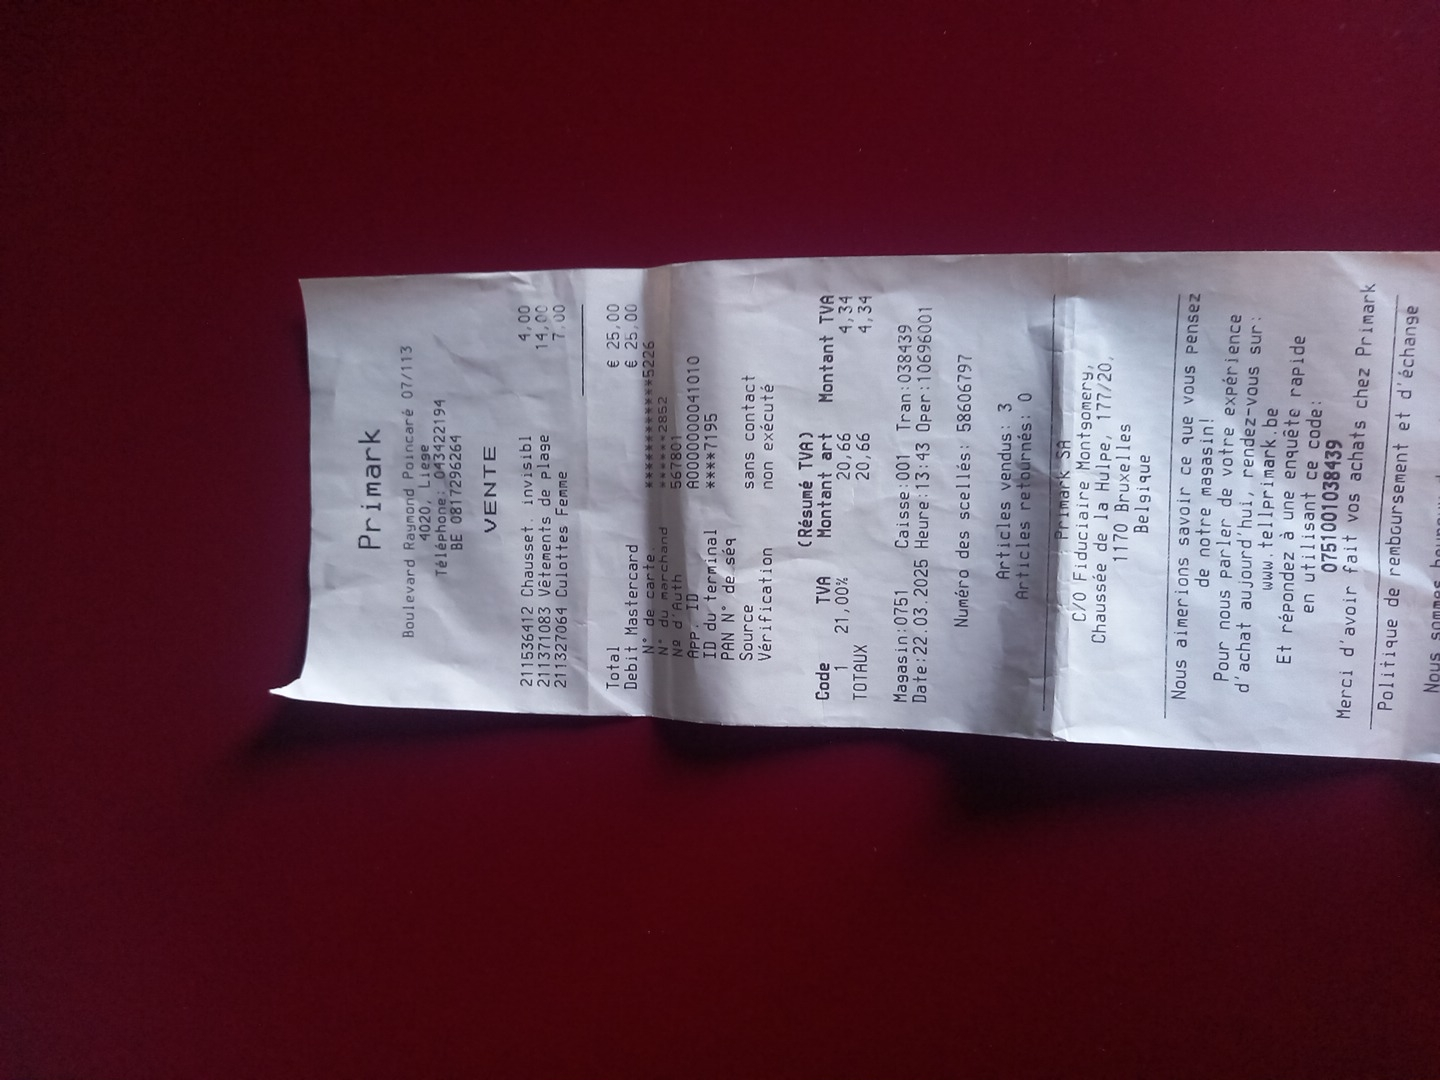 Primark
Boulevard Raymond Poincaré 07/113
4020, Liège
Téléphone: 043422194
BE 0817296264
VENTE
211536412 Chausset. invisibl 4,00
211371083 Vêtements de plage 14,00
211327064 Culottes Femme 7,00
Total € 25,00
Debit Mastercard € 25,00
N° de carte. ************5226
N° du marchand *****2852
Nº d'Auth 567801
App. ID A0000000041010
ID du terminal ****7195
PAN N° de séq
Source sans contact
Vérification non exécuté
(Résumé TVA)
Code TVA Montant art Montant TVA
1 21,00% 20,66 4,34
TOTAUX 20,66 4,34
Magasin:0751 Caisse:001 Tran:038439
Date:22.03.2025 Heure:13:43 Oper:10696001
Numéro des scellés: 58606797
Articles vendus: 3
Articles retournés: 0
Primark SA
C/O Fiduciaire Montgomery,
Chaussée de la Hulpe, 177/20,
1170 Bruxelles
Belgique
Nous aimerions savoir ce que vous pensez
de notre magasin!
Pour nous parler de votre expérience
d'achat aujourd'hui, rendez-vous sur:
www.tellprimark.be
Et répondez à une enquête rapide
en utilisant ce code:
0751001038439
Merci d'avoir fait vos achats chez Primark
Politique de remboursement et d'échange
Nous sommes